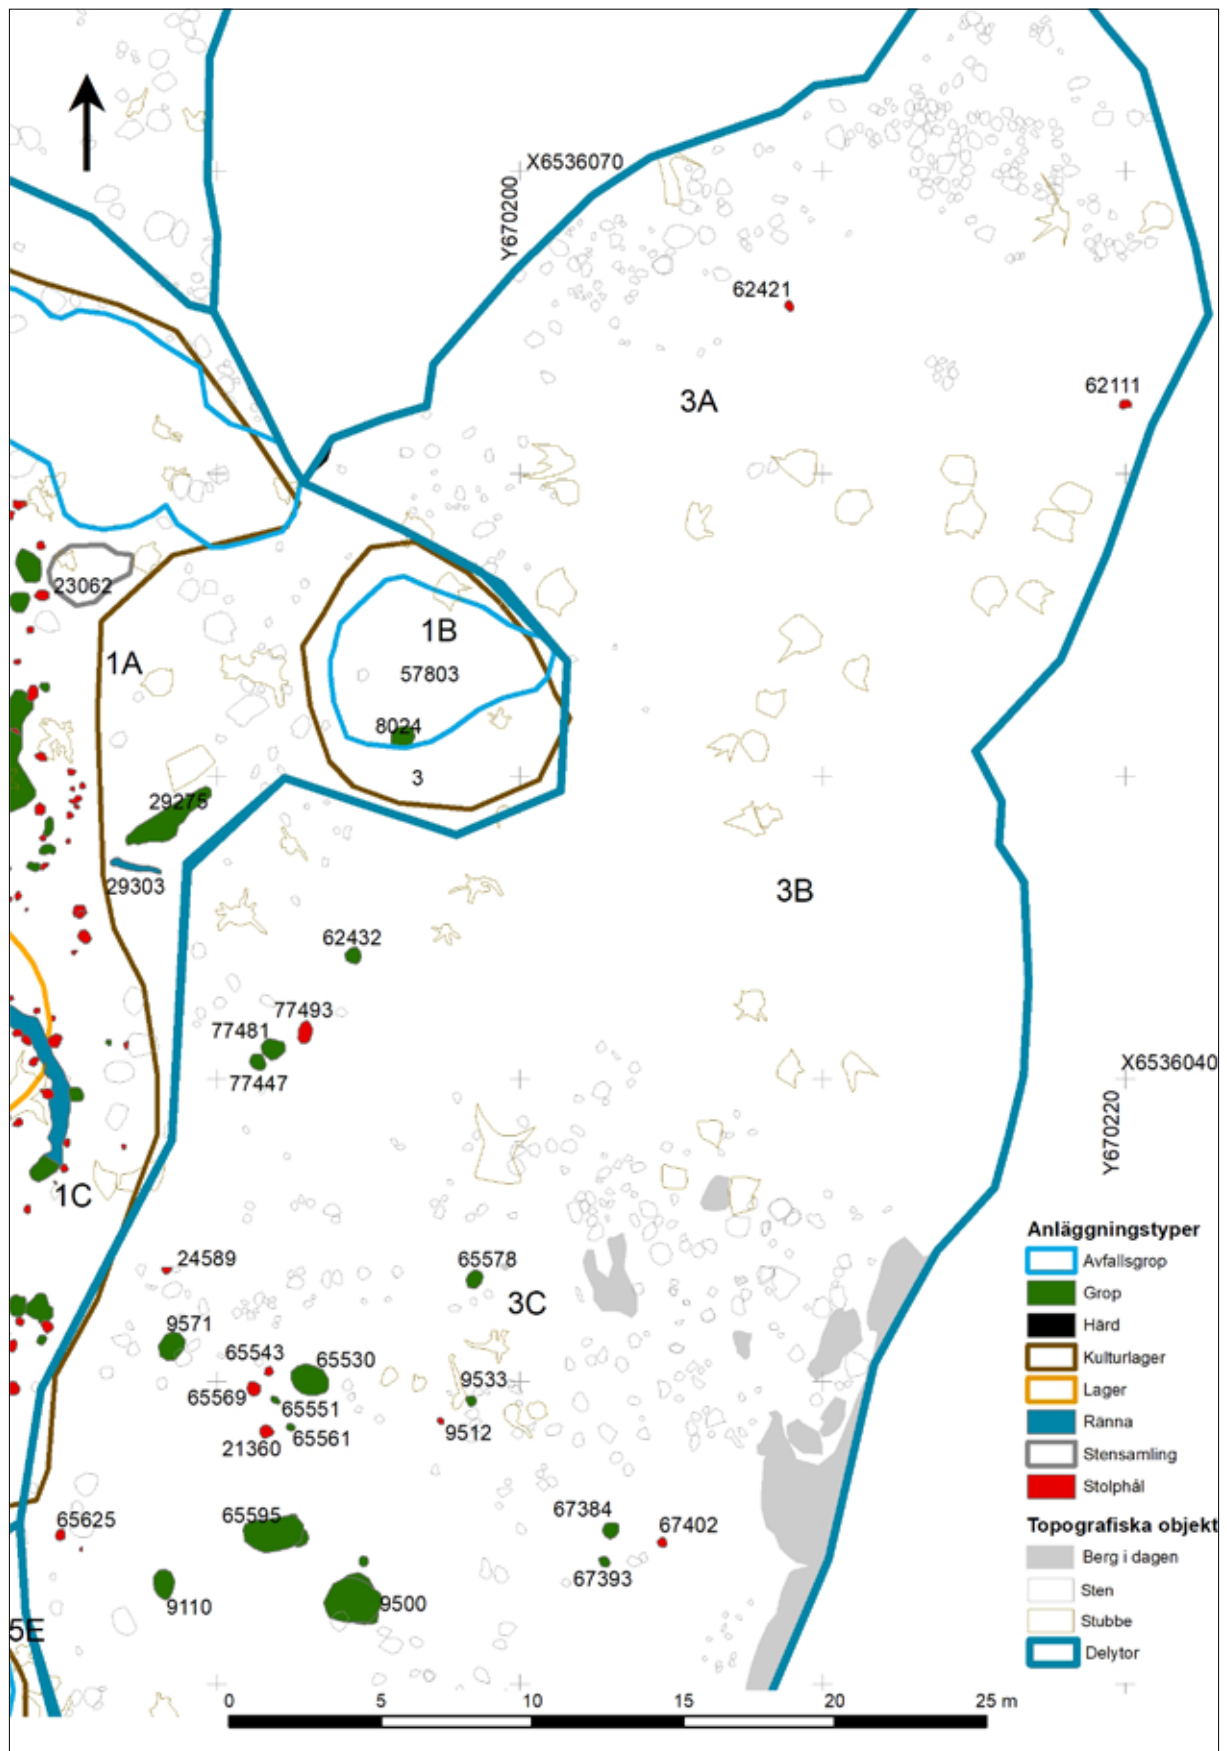 X6536070
Y670200
62421
62111
3A
23062
1A
1B
57803
8024
3
29275
29303
3B
62432
77493
77481
77447
X6536040
Y670220
1C
24589
65578
3C
9571
65543
65530
65569
9533
65551
65561
9512
21360
65625
65595
67384
67402
67393
9110
9500
5E
Anläggningstyper
Avfallsgrop
Grop
Härd
Kulturlager
Lager
Ränna
Stensamling
Stolphål
Topografiska objekt
Berg i dagen
Sten
Stubbe
Delytor
0 5 10 15 20 25 m